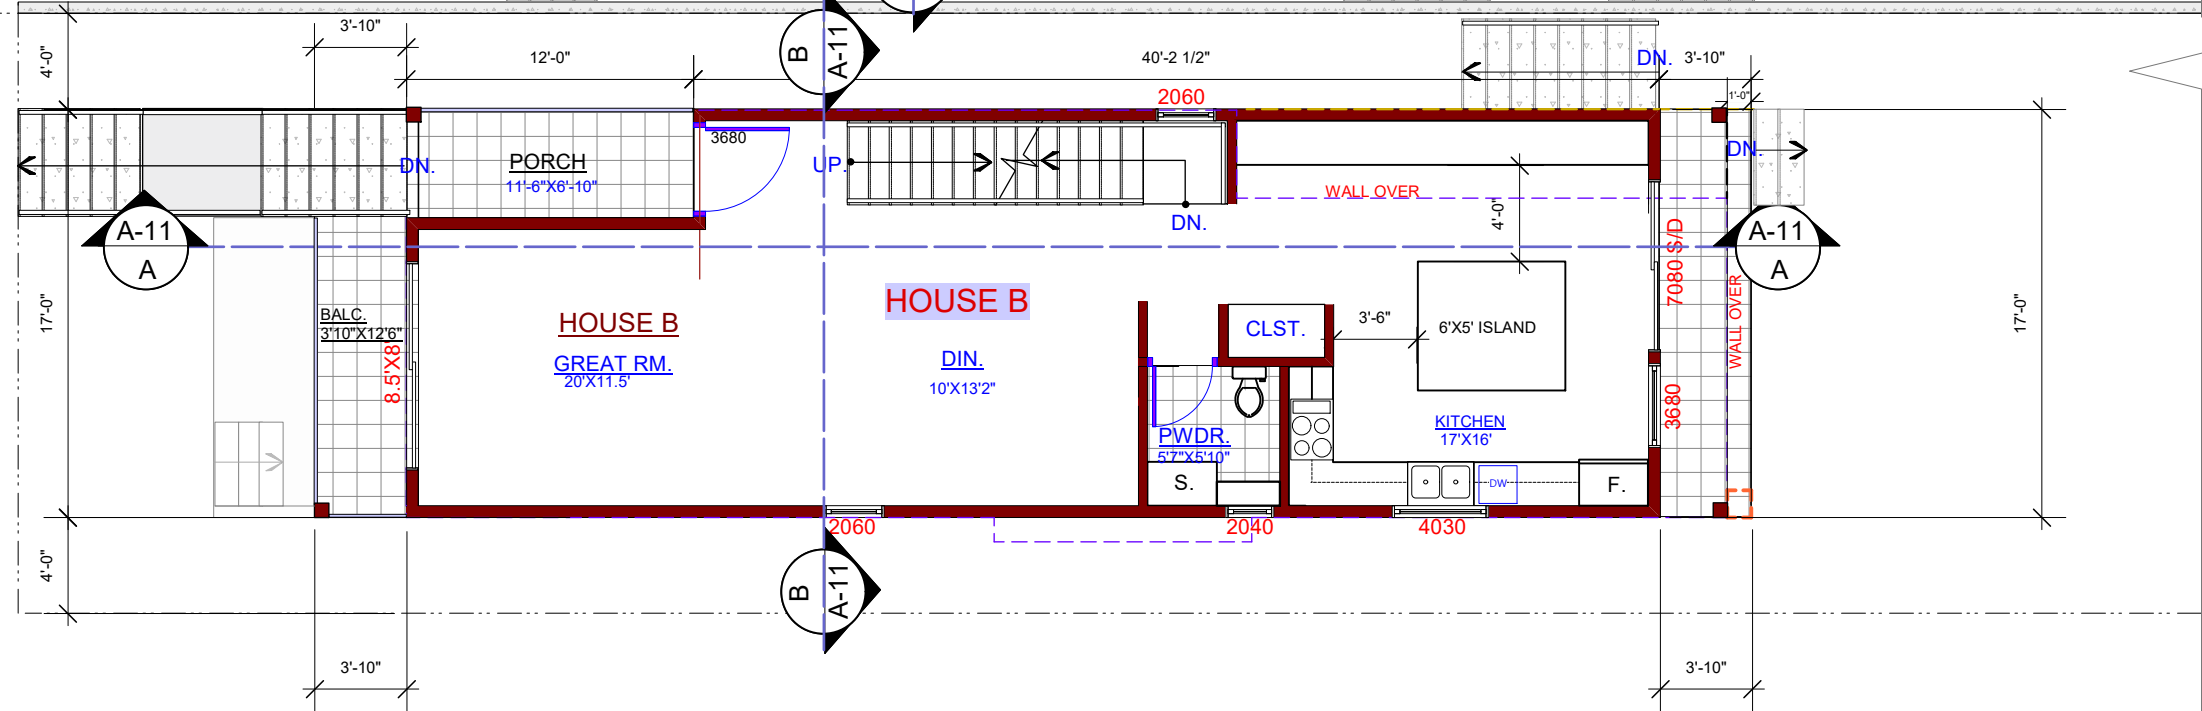 3'-10"
4'-0"
12'-0"
B
A-11
40'-2 1/2"
DN.
3'-10"
1'-0"
2060
3680
DN.
PORCH
11'-6"X6'-10"
UP.
DN.
WALL OVER
4'-0"
DN.
A-11
A
A-11
A
7080 S/D
17'-0"
BALC.
3'10"X12'6"
8.5'X8'
HOUSE B
GREAT RM.
20'X11.5'
HOUSE B
DIN.
10'X13'2"
CLST.
3'-6"
6'X5' ISLAND
WALL OVER
17'-0"
3680
PWDR.
5'7"X5'10"
S.
KITCHEN
17'X16'
DW
F.
2060
2040
4030
4'-0"
B
A-11
3'-10"
3'-10"